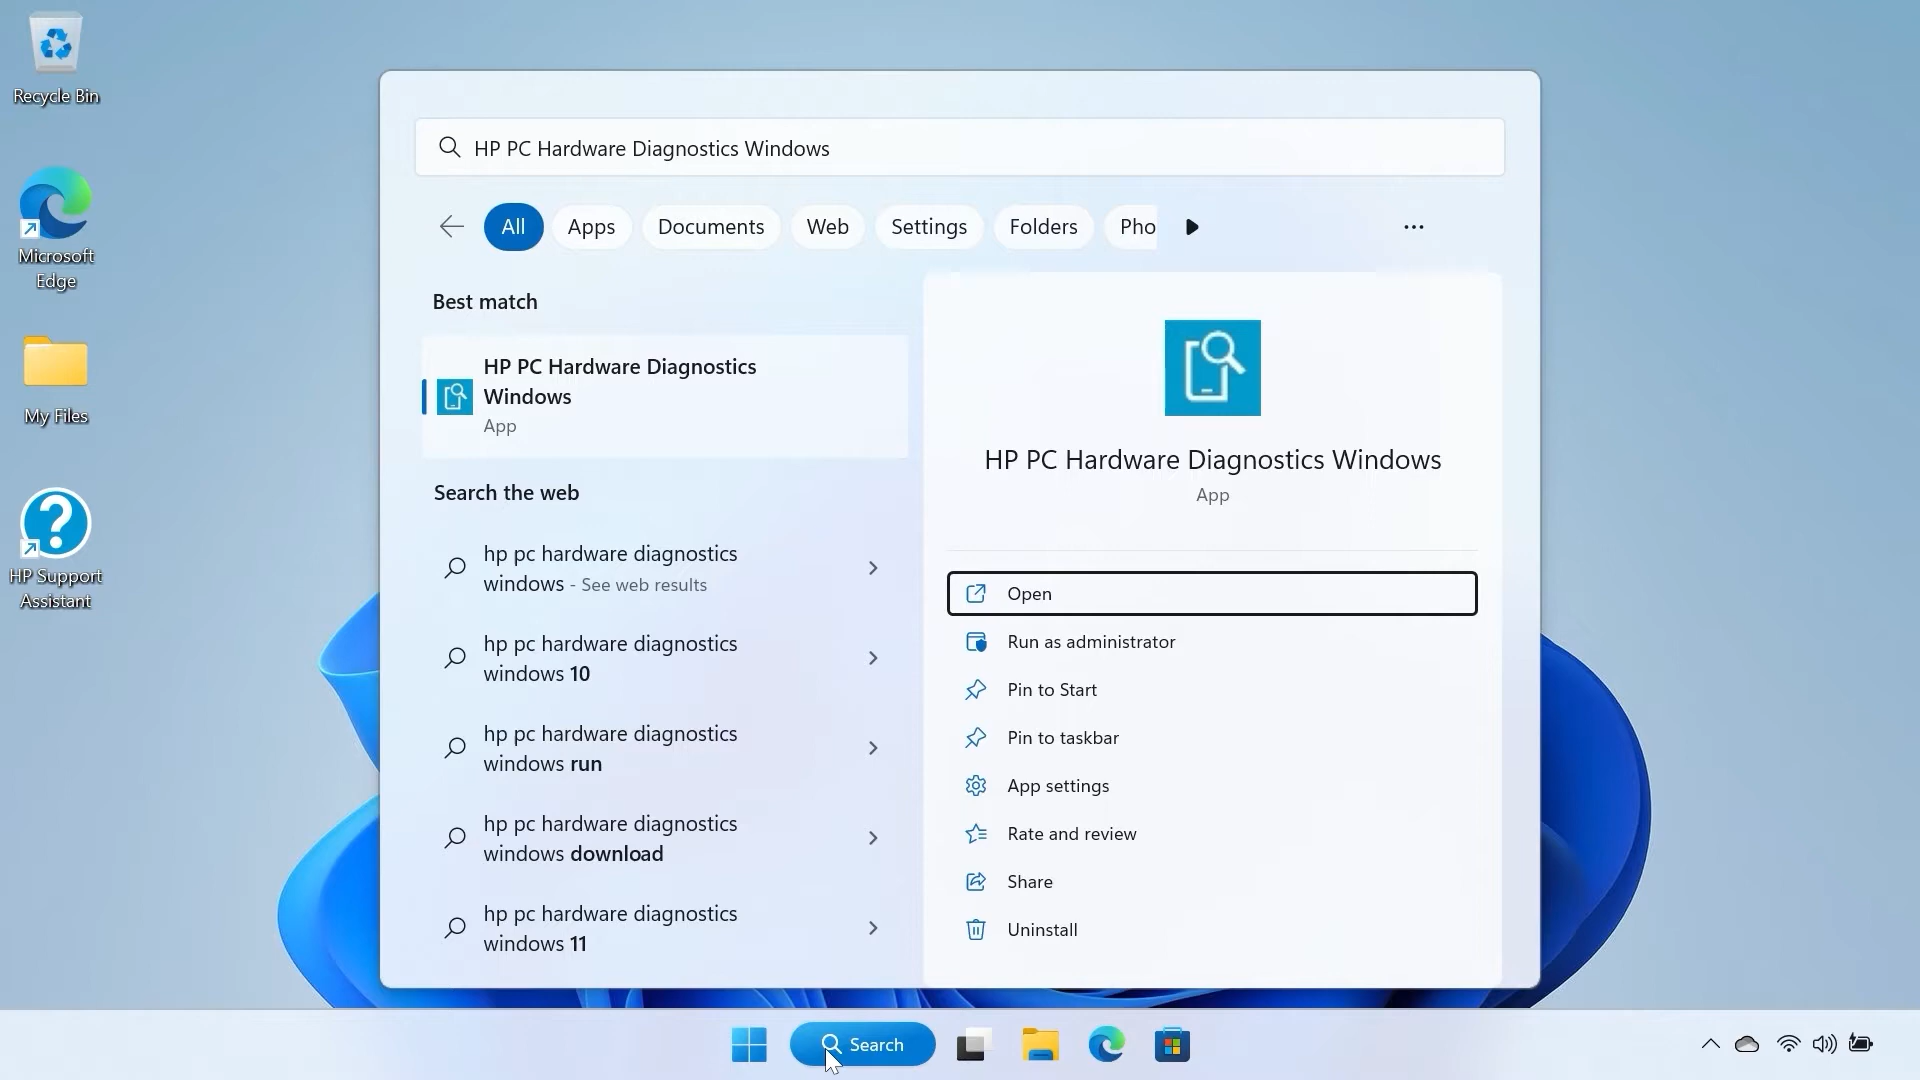 Recycle Bin
Microsoft
Edge
My Files
HP Support
Assistant
HP PC Hardware Diagnostics Windows
All
Apps
Documents
Web
Settings
Folders
Pho
Best match
HP PC Hardware Diagnostics
Windows
App
Search the web
hp pc hardware diagnostics
windows - See web results
hp pc hardware diagnostics
windows 10
hp pc hardware diagnostics
windows run
hp pc hardware diagnostics
windows download
hp pc hardware diagnostics
windows 11
HP PC Hardware Diagnostics Windows
App
Open
Run as administrator
Pin to Start
Pin to taskbar
App settings
Rate and review
Share
Uninstall
Search